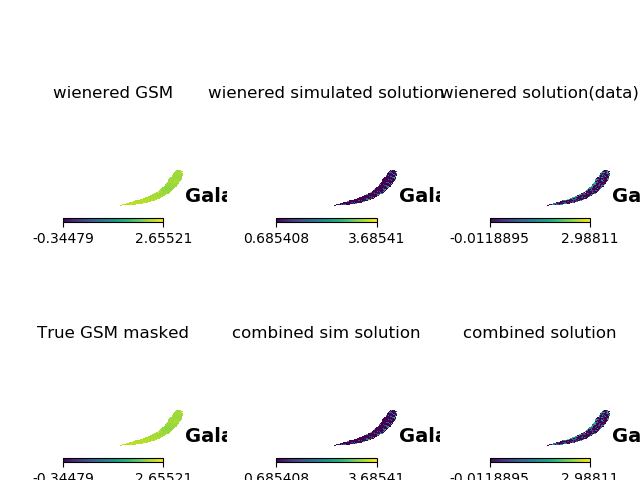 wienered GSM wienered simulated solution wienered solution(data)
Gala Gala Ga
-0.34479 2.65521 0.685408 3.68541 -0.0118895 2.98811
True GSM masked combined sim solution combined solution
Gala Gala Ga
-0.34479 2.65521 0.685408 3.68541 -0.0118895 2.98811